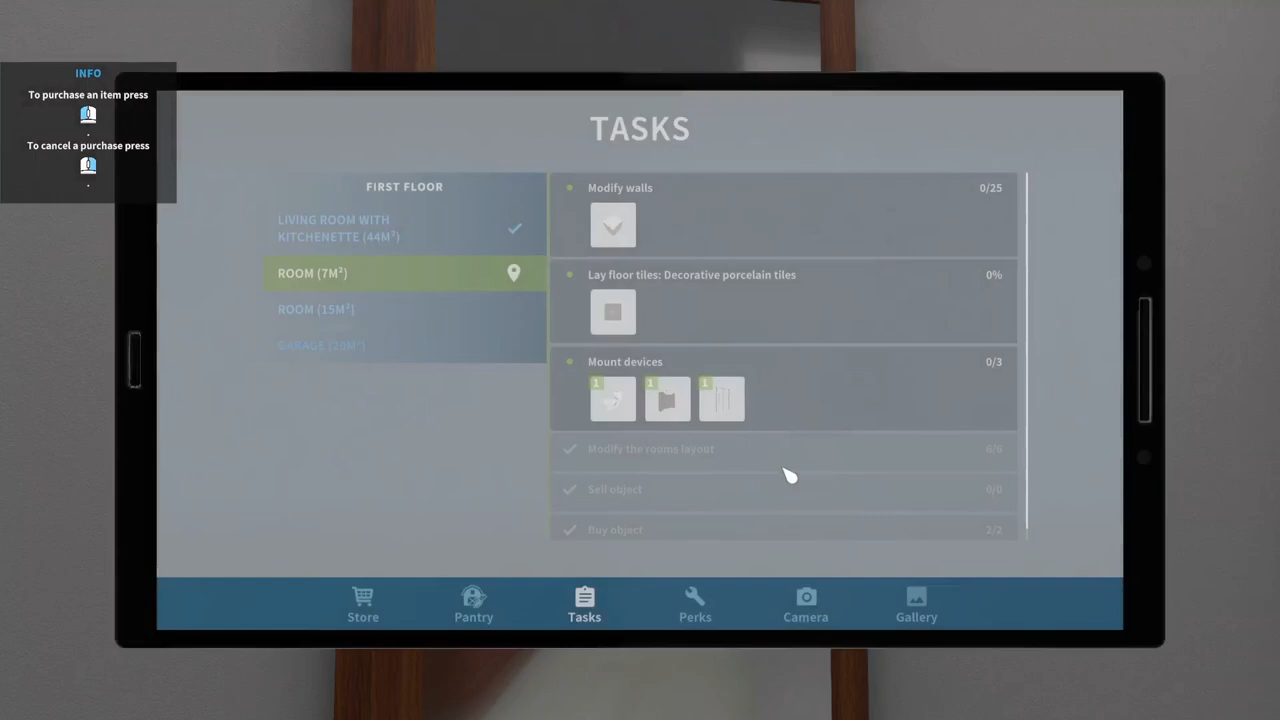 INFO
To purchase an item press
.
To cancel a purchase press
.
TASKS
FIRST FLOOR
LIVING ROOM WITH
KITCHENETTE (44M²)
ROOM (7M²)
ROOM (15M²)
GARAGE (20M²)
Modify walls 0/25
Lay floor tiles: Decorative porcelain tiles 0%
Mount devices 0/3
1 1 1
Modify the rooms layout 6/6
Sell object 0/0
Buy object 2/2
Store Pantry Tasks Perks Camera Gallery